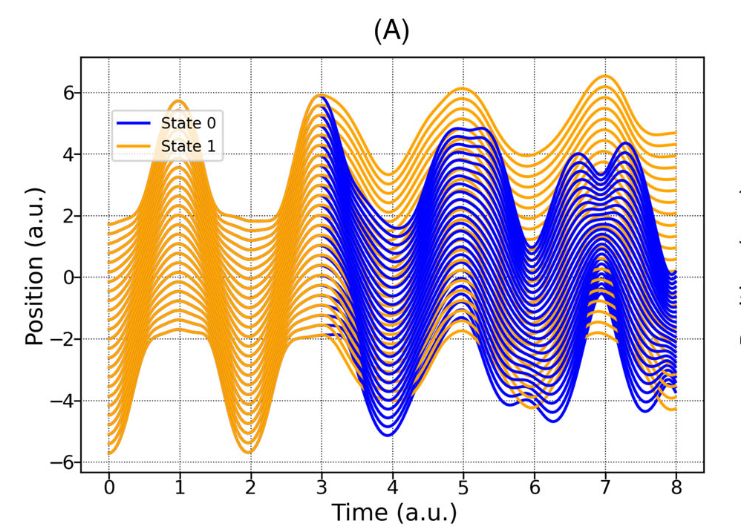 (A)
Position (a.u.)
6
4
2
0
−2
−4
−6
State 0
State 1
0 1 2 3 4 5 6 7 8
Time (a.u.)